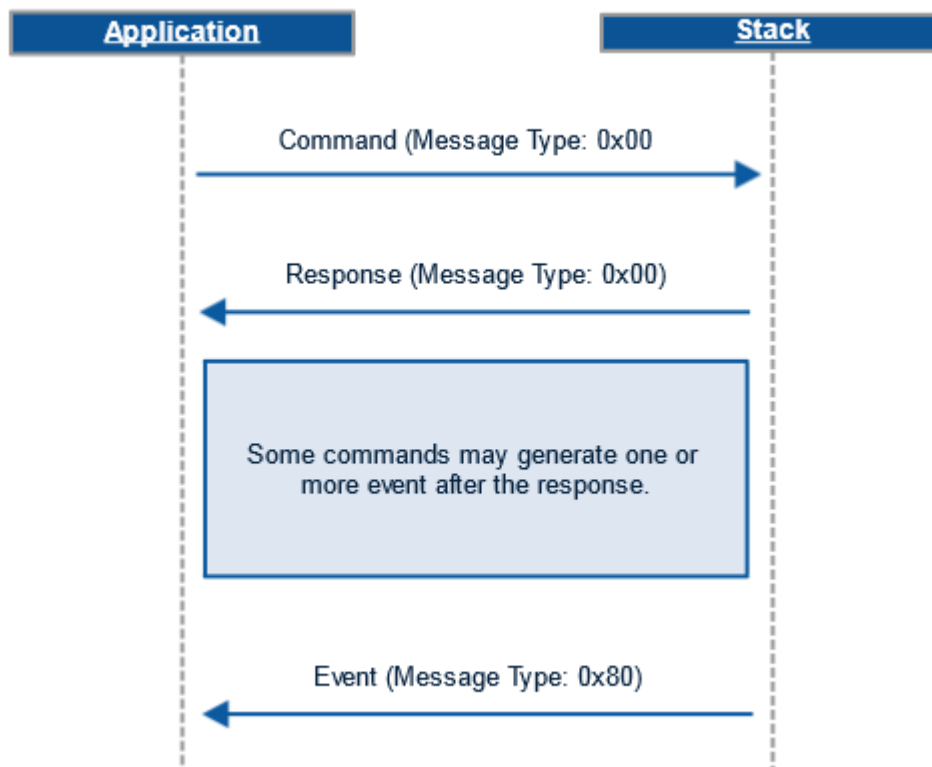 Application
Stack
Command (Message Type: 0x00
Response (Message Type: 0x00)
Some commands may generate one or
more event after the response.
Event (Message Type: 0x80)